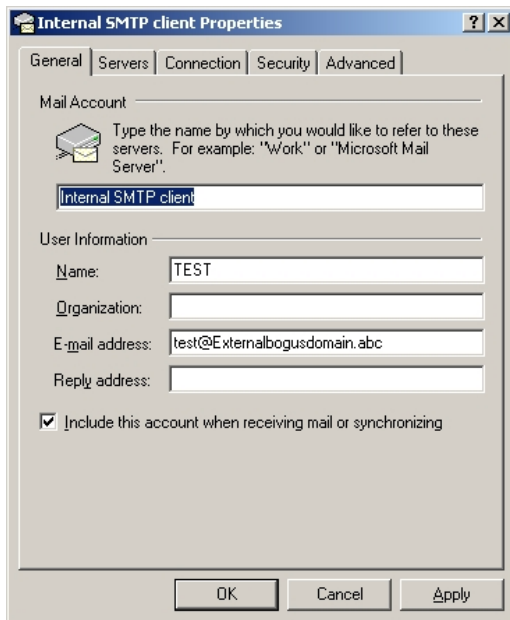 Internal SMTP client Properties
General Servers Connection Security Advanced
Mail Account
Type the name by which you would like to refer to these
servers. For example: "Work" or "Microsoft Mail
Server".
Internal SMTP client
User Information
Name: TEST
Organization:
E-mail address: test@Externalbogusdomain.abc
Reply address:
Include this account when receiving mail or synchronizing
OK Cancel Apply